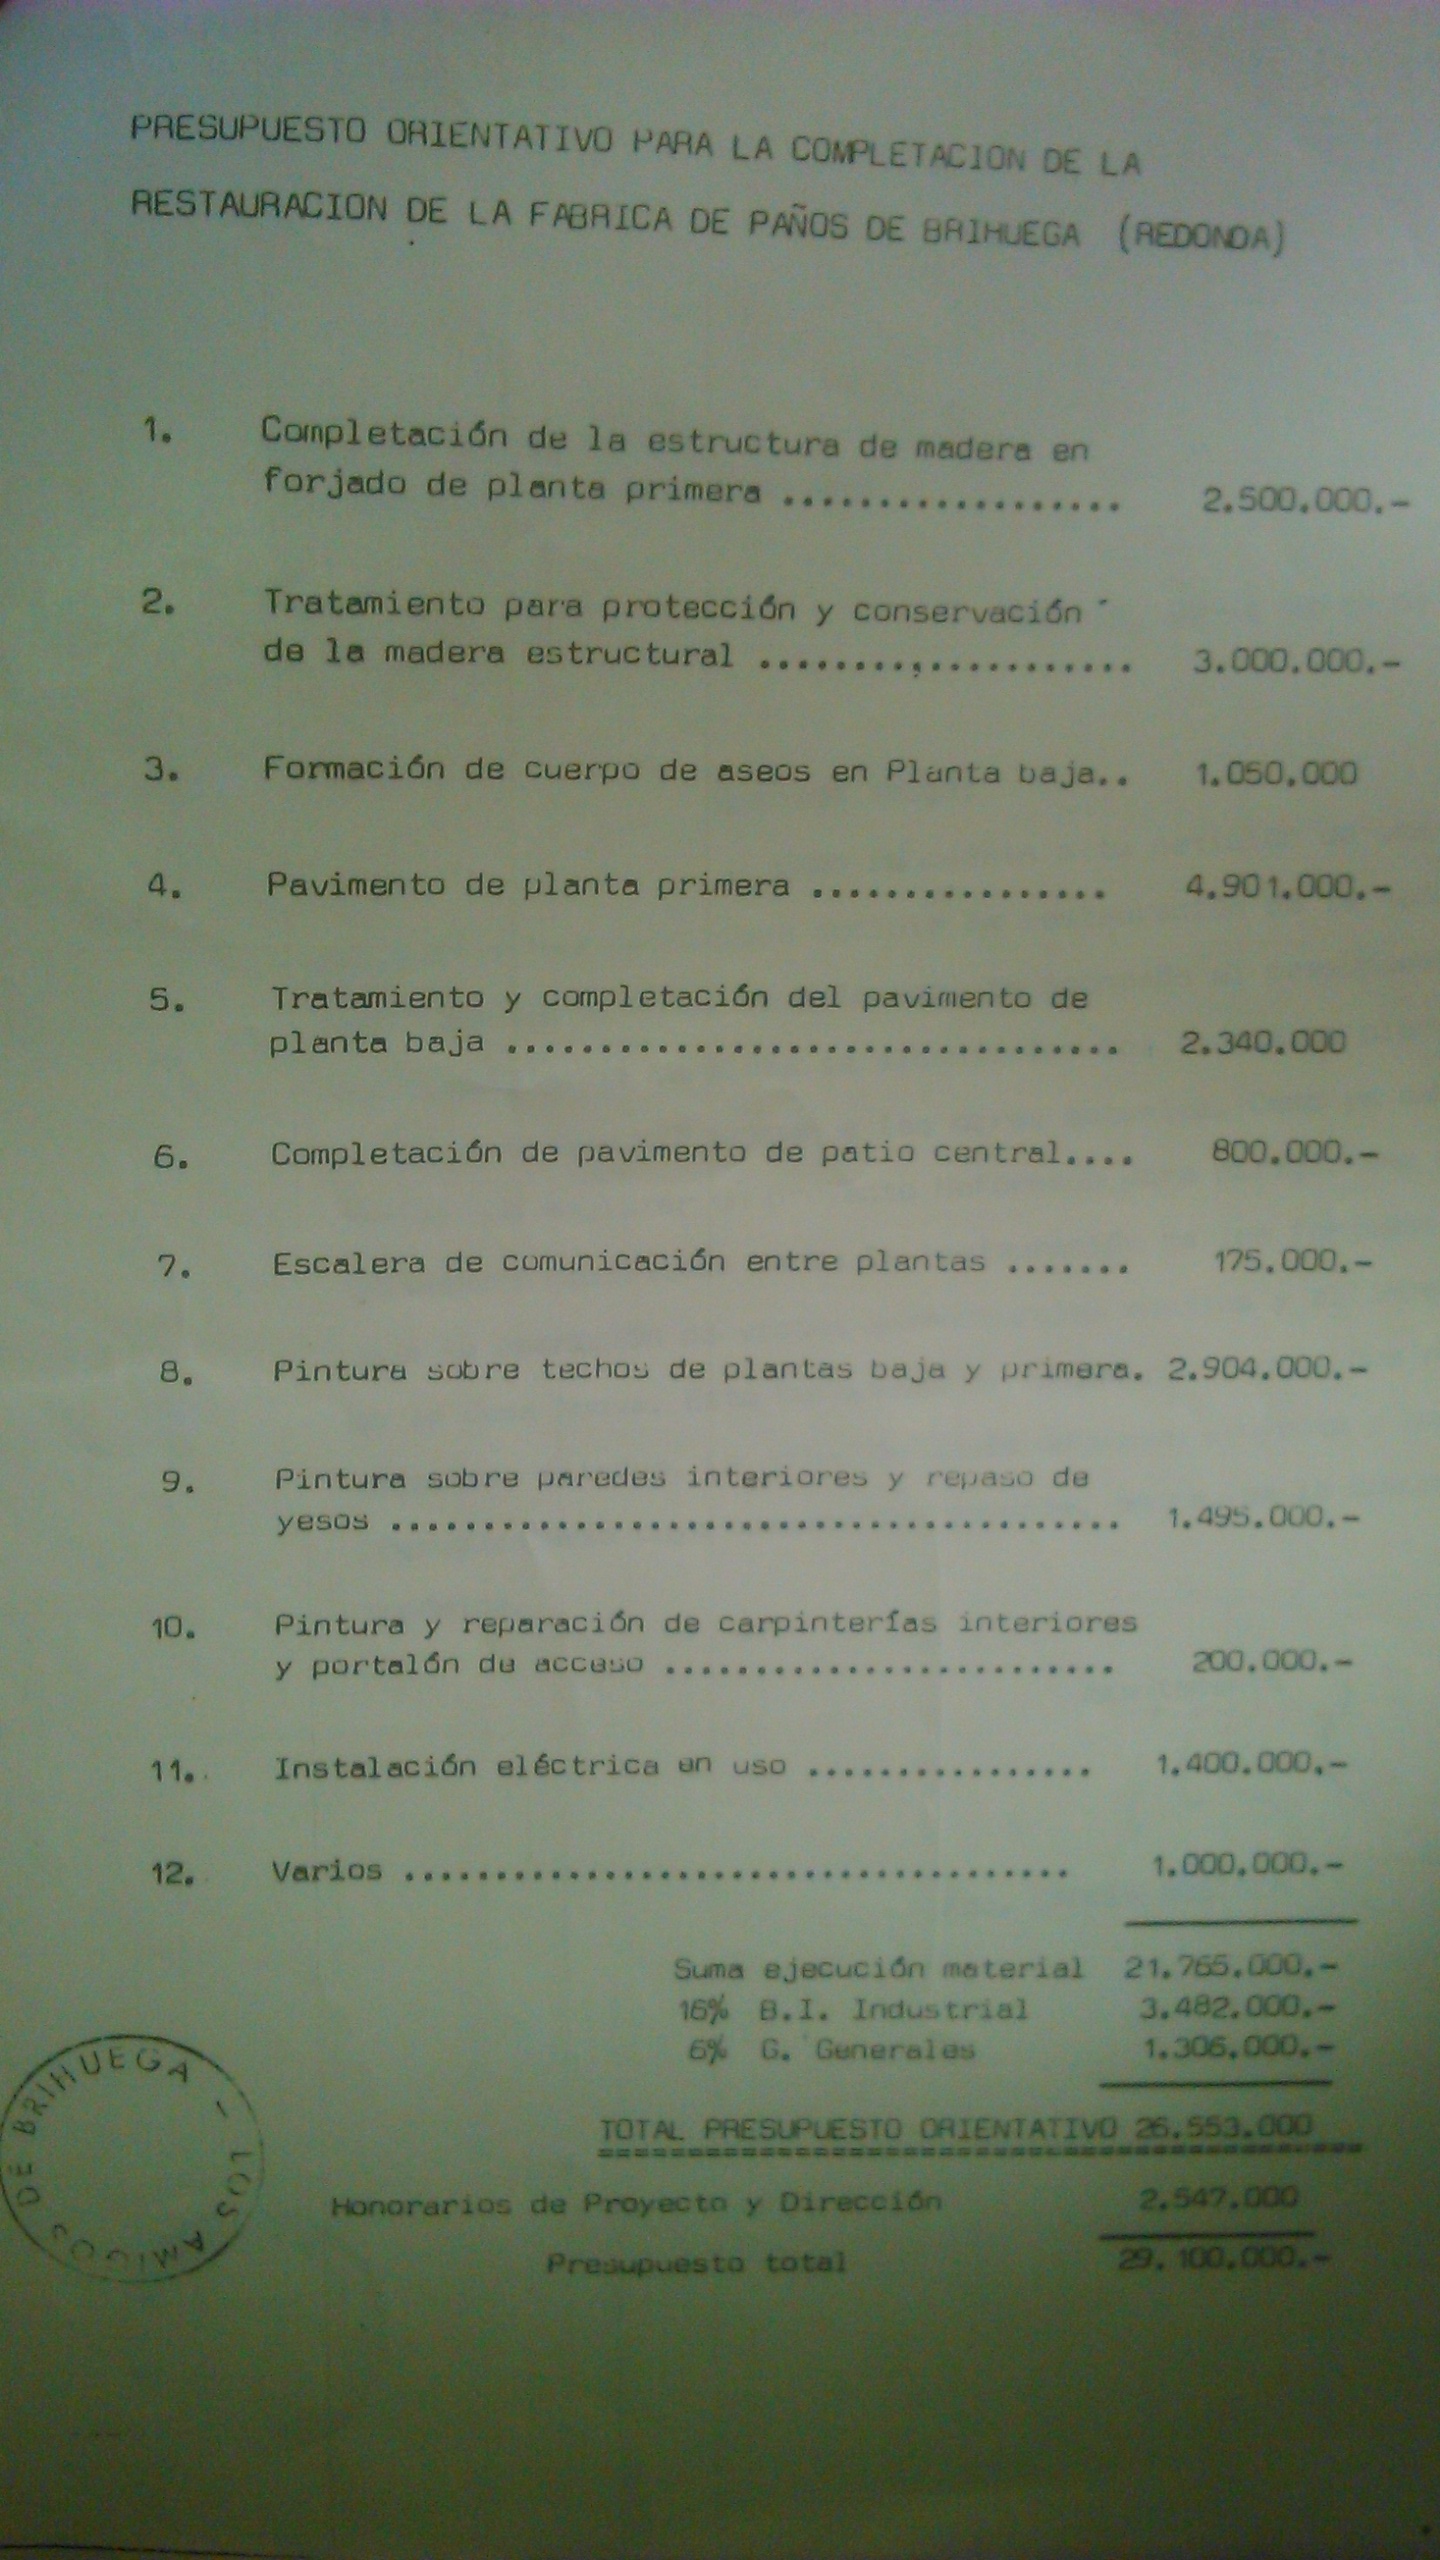 PRESUPUESTO ORIENTATIVO PARA LA COMPLETACION DE LA
RESTAURACION DE LA FABRICA DE PAÑOS DE BRIHUEGA (REDONDA)
1. Completación de la estructura de madera en
forjado de planta primera .................. 2.500.000.-
2. Tratamiento para protección y conservación
de la madera estructural .................... 3.000.000.-
3. Formación de cuerpo de aseos en Planta baja.. 1.050.000
4. Pavimento de planta primera ................ 4.901.000.-
5. Tratamiento y completación del pavimento de
planta baja ................................. 2.340.000
6. Completación de pavimento de patio central.... 800.000.-
7. Escalera de comunicación entre plantas ....... 175.000.-
8. Pintura sobre techos de plantas baja y primera. 2.904.000.-
9. Pintura sobre paredes interiores y repaso de
yesos ....................................... 1.495.000.-
10. Pintura y reparación de carpinterías interiores
y portalón de acceso ........................ 200.000.-
11. Instalación eléctrica en uso ................ 1.400.000.-
12. Varios .................................... 1.000.000.-
Suma ejecución material 21.765.000.-
16% B.I. Industrial 3.482.000.-
6% G. Generales 1.306.000.-
TOTAL PRESUPUESTO ORIENTATIVO 26.553.000
Honorarios de Proyecto y Dirección 2.547.000
Presupuesto total 29.100.000.-
LOS AMIGOS DE BRIHUEGA -